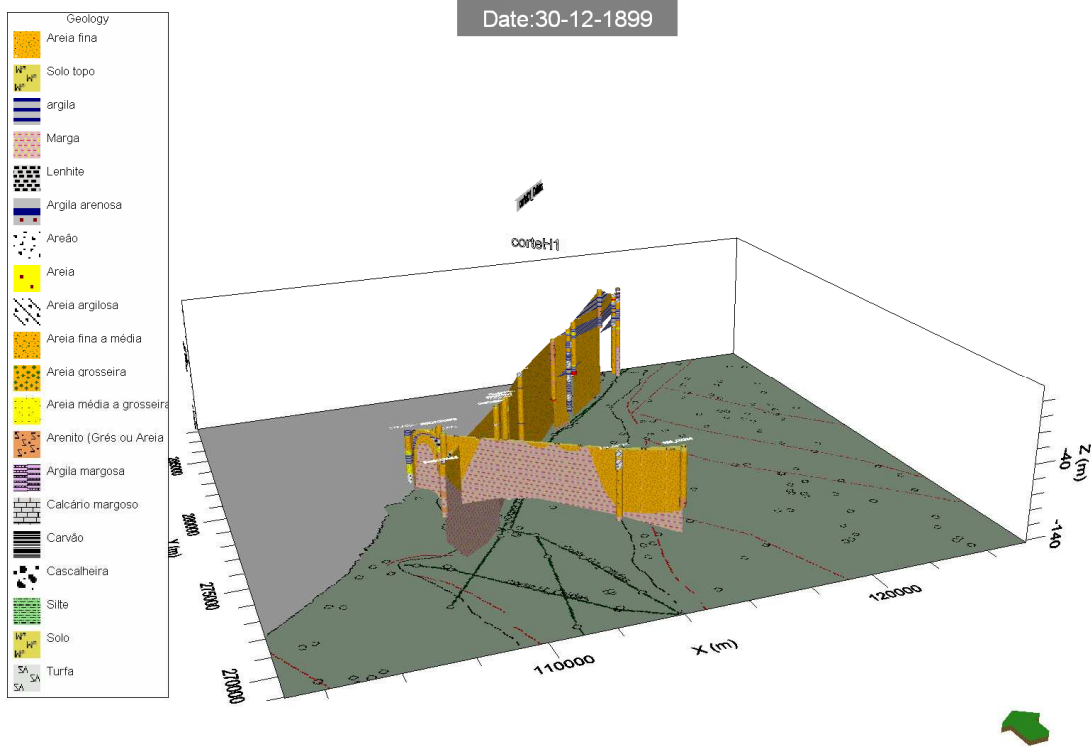 Date:30-12-1899
Geology
Areia fina
Solo topo
argila
Marga
Lenhite
Argila arenosa
Areão
Areia
Areia argilosa
Areia fina a média
Areia grosseira
Areia média a grosseira
Arenito (Grés ou Areia
Argila margosa
Calcário margoso
Carvão
Cascalheira
Silte
Solo
Turfa
corteH1
Z (m)
-40
-140
120000
X (m)
110000
280000
Y (m)
275000
270000